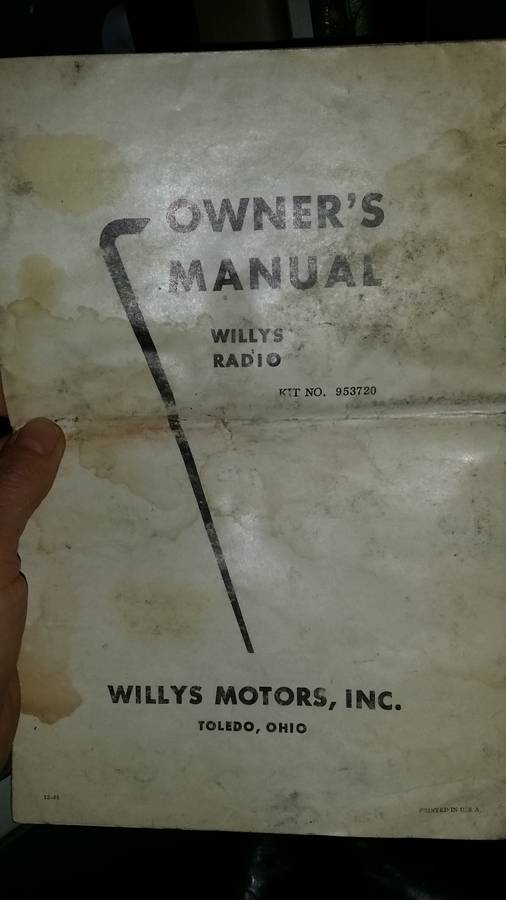 OWNER'S
MANUAL
WILLYS
RADIO
KIT NO. 953720
WILLYS MOTORS, INC.
TOLEDO, OHIO
PRINTED IN U. S. A.